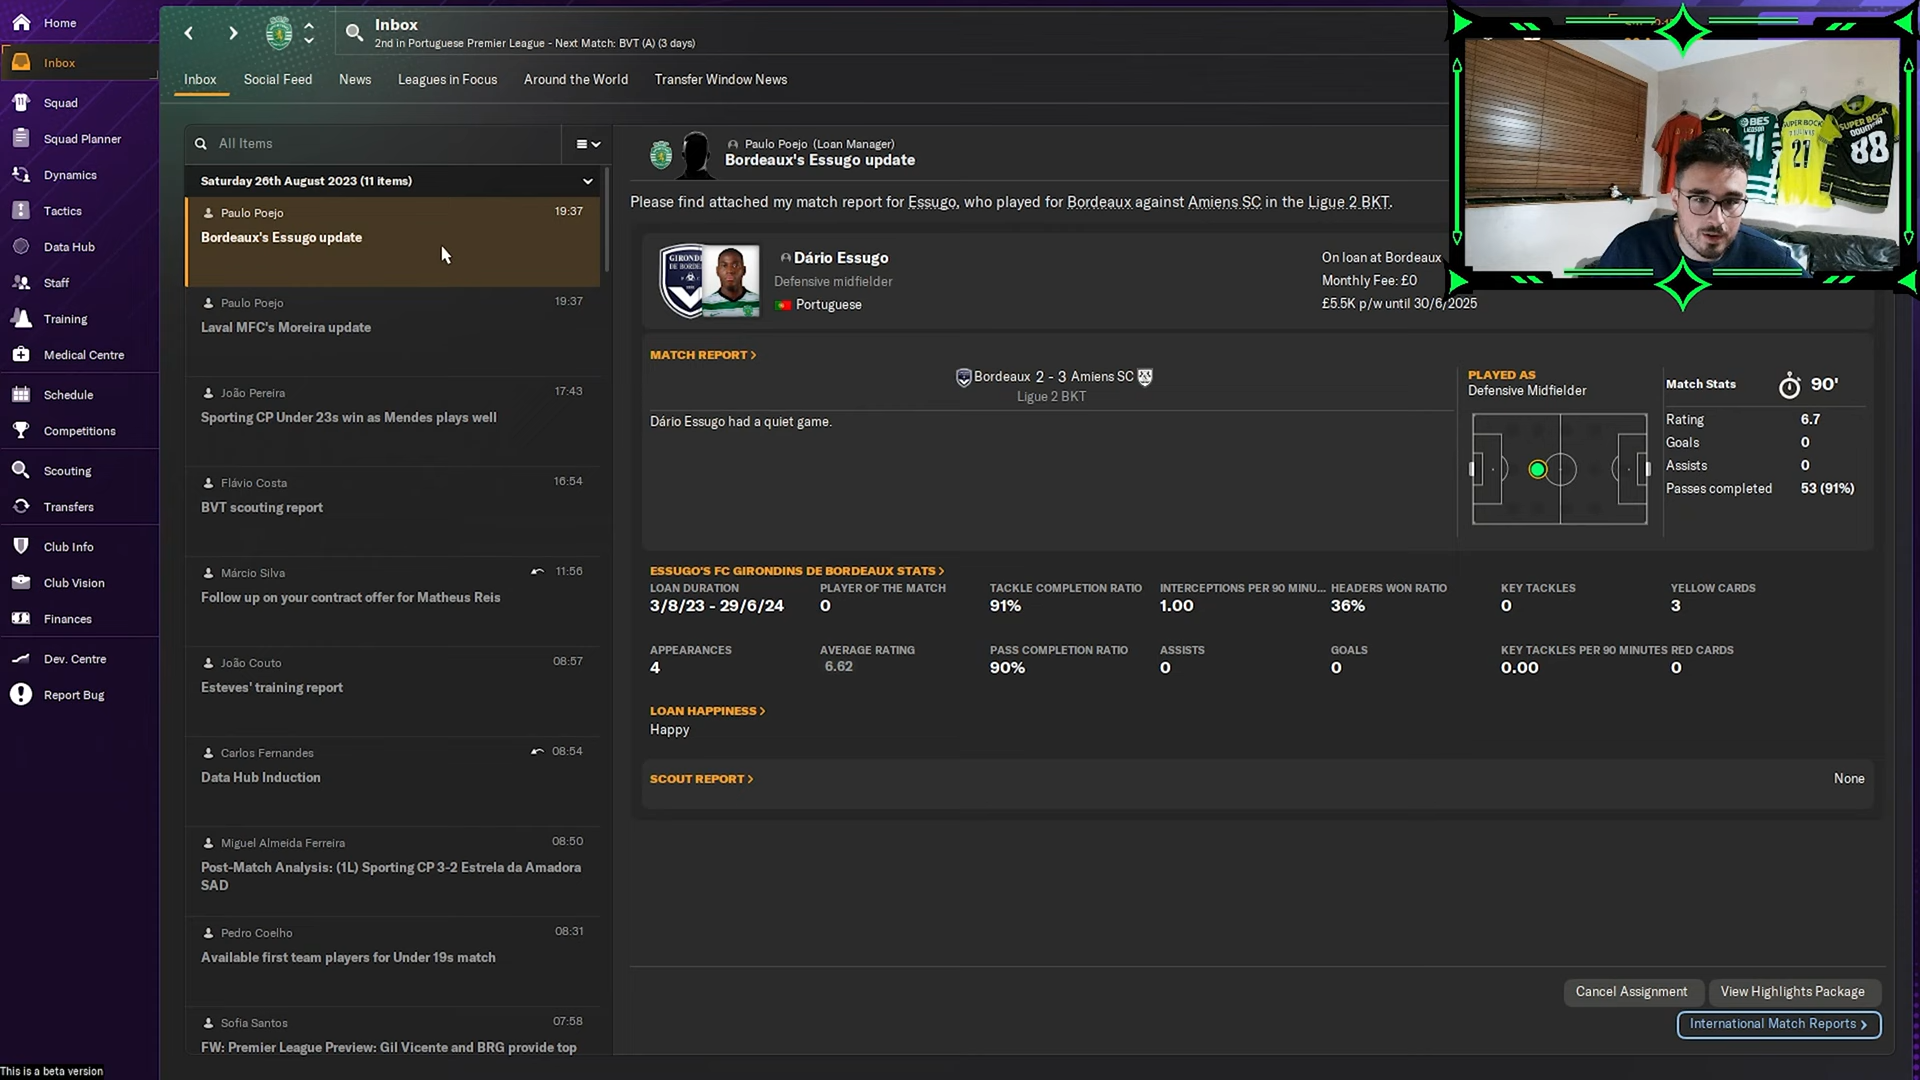 Home
Inbox
Squad
Squad Planner
Dynamics
Tactics
Data Hub
Staff
Training
Medical Centre
Schedule
Competitions
Scouting
Transfers
Club Info
Club Vision
Finances
Dev. Centre
Report Bug
This is a beta version
Inbox
2nd in Portuguese Premier League - Next Match: BVT (A) (3 days)
Inbox Social Feed News Leagues in Focus Around the World Transfer Window News
All Items
Saturday 26th August 2023 (11 items)
Paulo Poejo 19:37
Bordeaux's Essugo update
Paulo Poejo 19:37
Laval MFC's Moreira update
João Pereira 17:43
Sporting CP Under 23s win as Mendes plays well
Flávio Costa 16:54
BVT scouting report
Márcio Silva 11:56
Follow up on your contract offer for Matheus Reis
João Couto 08:57
Esteves' training report
Carlos Fernandes 08:54
Data Hub Induction
Miguel Almeida Ferreira 08:50
Post-Match Analysis: (1L) Sporting CP 3-2 Estrela da Amadora
SAD
Pedro Coelho 08:31
Available first team players for Under 19s match
Sofia Santos 07:58
FW: Premier League Preview: Gil Vicente and BRG provide top
Paulo Poejo (Loan Manager)
Bordeaux's Essugo update
Please find attached my match report for Essugo, who played for Bordeaux against Amiens SC in the Ligue 2 BKT.
Dário Essugo
Defensive midfielder
Portuguese
On loan at Bordeaux
Monthly Fee: £0
£5.5K p/w until 30/6/2025
MATCH REPORT >
Bordeaux 2 - 3 Amiens SC
Ligue 2 BKT
Dário Essugo had a quiet game.
PLAYED AS
Defensive Midfielder
Match Stats 90'
Rating 6.7
Goals 0
Assists 0
Passes completed 53 (91%)
ESSUGO'S FC GIRONDINS DE BORDEAUX STATS >
LOAN DURATION PLAYER OF THE MATCH TACKLE COMPLETION RATIO INTERCEPTIONS PER 90 MINU... HEADERS WON RATIO KEY TACKLES YELLOW CARDS
3/8/23 - 29/6/24 0 91% 1.00 36% 0 3
APPEARANCES AVERAGE RATING PASS COMPLETION RATIO ASSISTS GOALS KEY TACKLES PER 90 MINUTES RED CARDS
4 6.62 90% 0 0 0.00 0
LOAN HAPPINESS >
Happy
SCOUT REPORT > None
Cancel Assignment View Highlights Package
International Match Reports >
BES
31
SUPER BOCK
27
SUPER BOCK
88